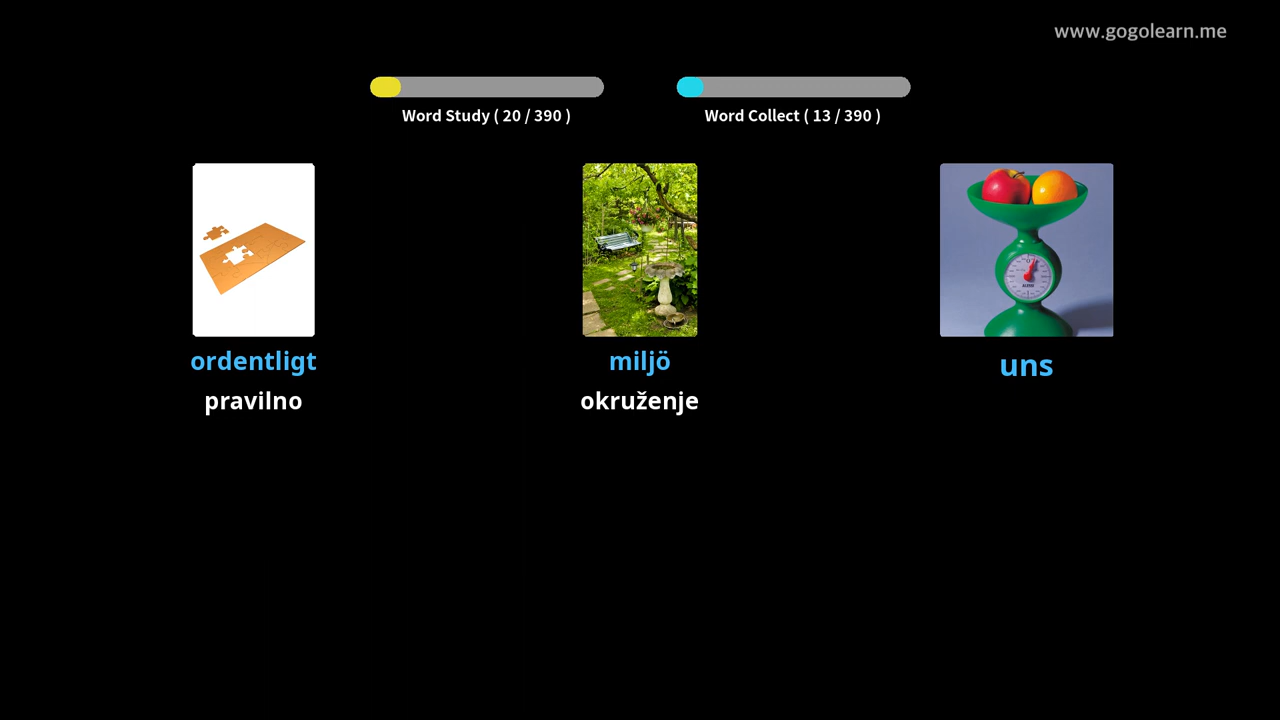 www.gogolearn.me
Word Study ( 20 / 390 )
Word Collect ( 13 / 390 )
ordentligt
pravilno
miljö
okruženje
uns